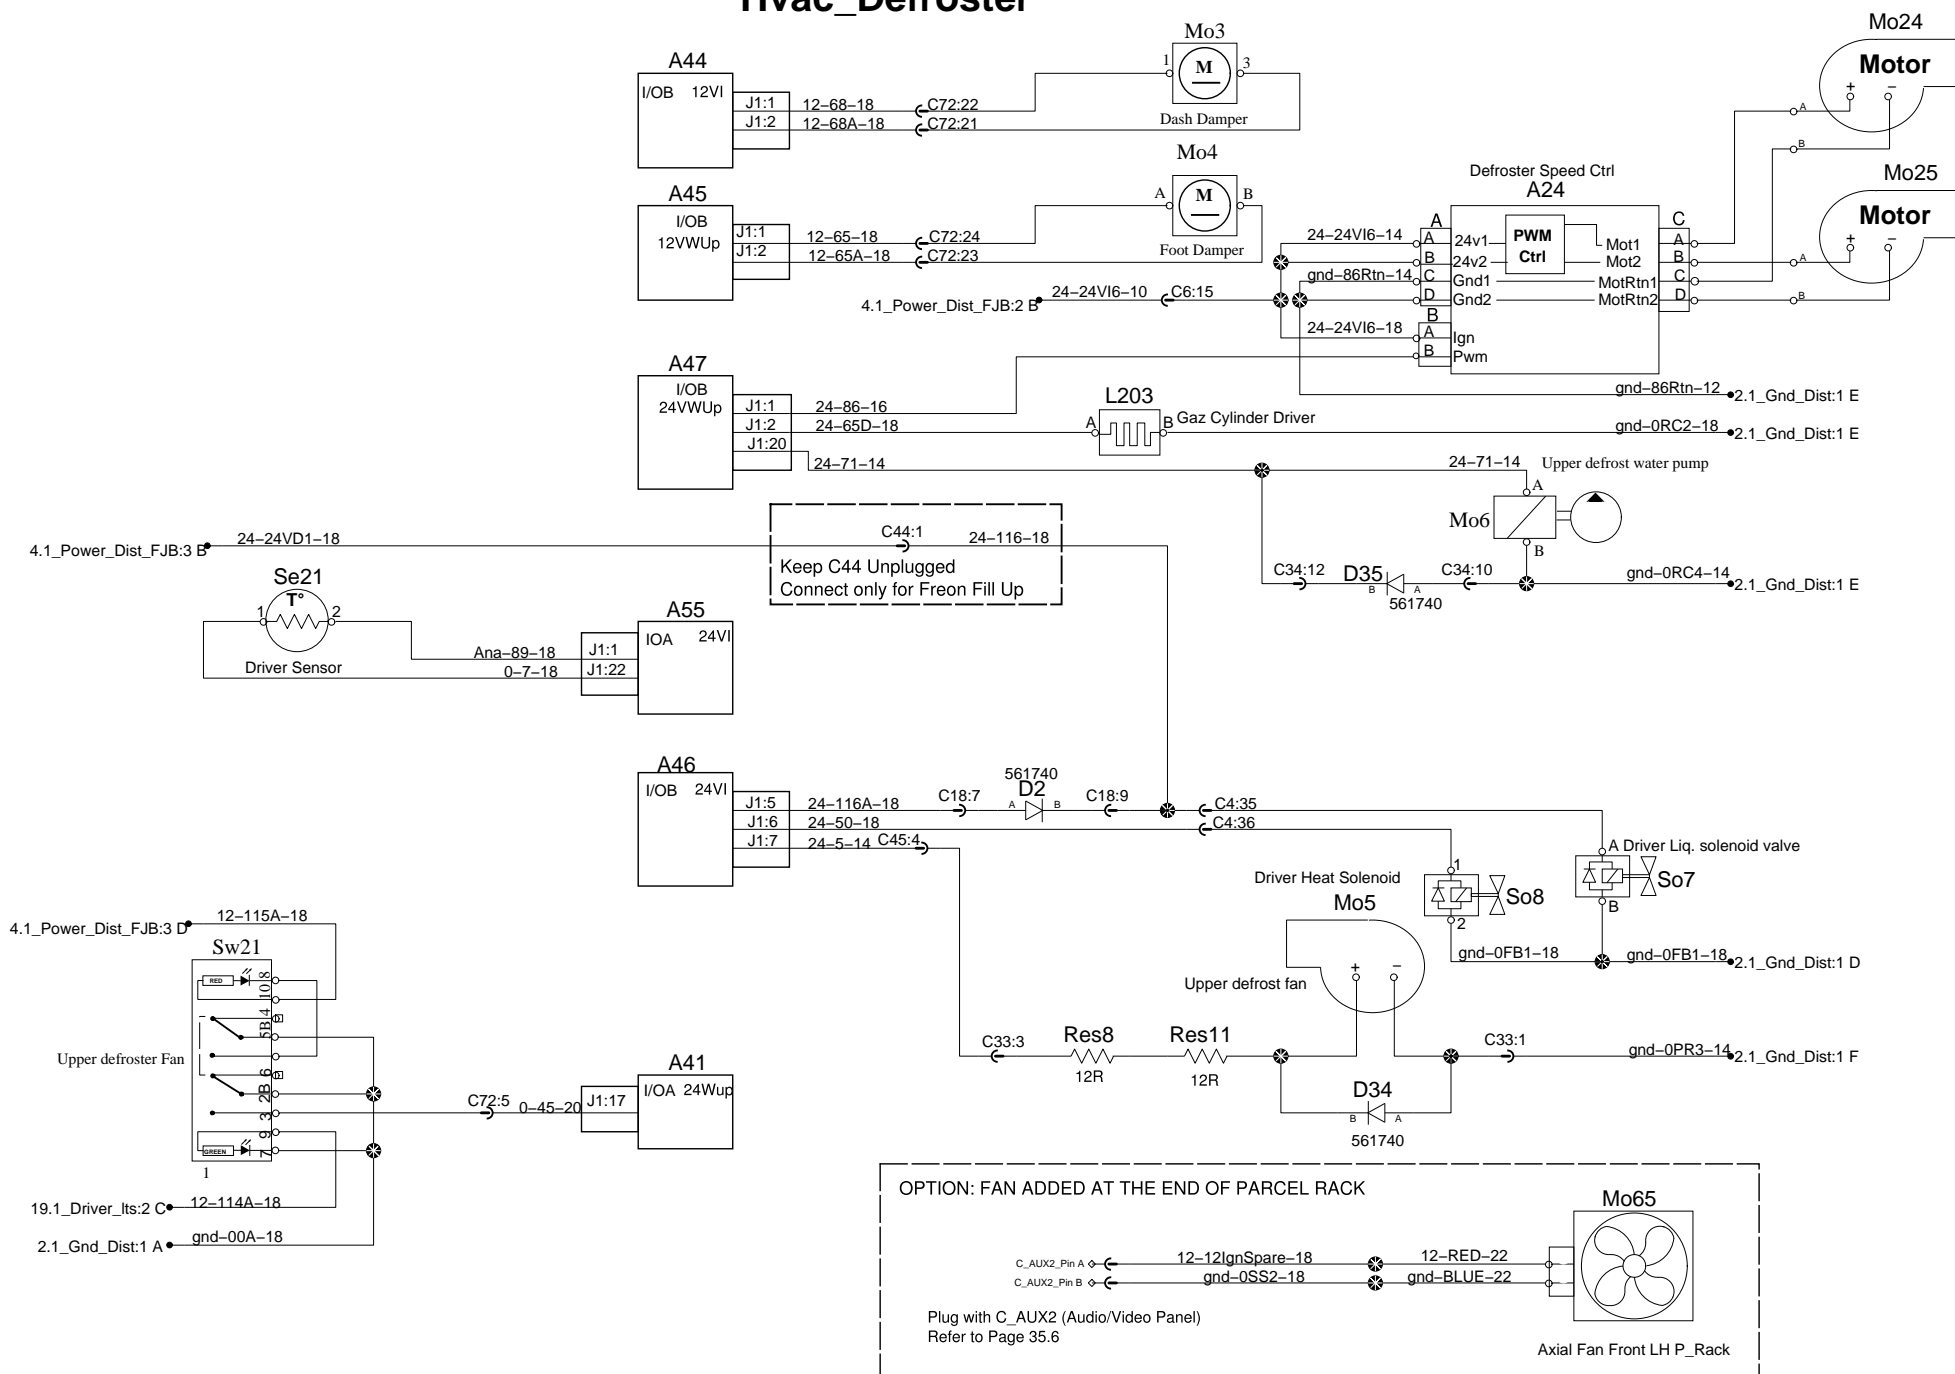 Hvac_Defroster
Mo24
Motor
+ −
A
B
Mo25
Motor
+ −
A
B
A44
I/OB 12VI
J1:1 12−68−18 C72:22
J1:2 12−68A−18 C72:21
Mo3
1 M 3
Dash Damper
A45
I/OB
12VWUp
J1:1 12−65−18 C72:24
J1:2 12−65A−18 C72:23
Mo4
A M B
Foot Damper
4.1_Power_Dist_FJB:2 B 24−24VI6−10 C6:15
Defroster Speed Ctrl
A24
A C
24−24VI6−14 A 24v1 PWM Mot1 A
B 24v2 Ctrl Mot2 B
gnd−86Rtn−14 C Gnd1 MotRtn1 C
D Gnd2 MotRtn2 D
B
24−24VI6−18 A Ign
B Pwm
gnd−86Rtn−12 2.1_Gnd_Dist:1 E
A47
I/OB
24VWUp
J1:1 24−86−16
J1:2 24−65D−18
J1:20
24−71−14
L203
A B Gaz Cylinder Driver
gnd−0RC2−18 2.1_Gnd_Dist:1 E
24−71−14 Upper defrost water pump
A
Mo6
B
C34:12 D35 C34:10
B A
561740
gnd−0RC4−14 2.1_Gnd_Dist:1 E
4.1_Power_Dist_FJB:3 B 24−24VD1−18
C44:1 24−116−18
Keep C44 Unplugged
Connect only for Freon Fill Up
Se21
T°
1 2
Driver Sensor
A55
IOA 24VI
Ana−89−18 J1:1
0−7−18 J1:22
A46
I/OB 24VI
J1:5 24−116A−18 C18:7
561740
D2
A B
C18:9 C4:35
J1:6 24−50−18 C4:36
J1:7 24−5−14 C45:4
A Driver Liq. solenoid valve
So7
B
Driver Heat Solenoid
1
So8
2
gnd−0FB1−18 gnd−0FB1−18 2.1_Gnd_Dist:1 D
Mo5
+ −
Upper defrost fan
C33:3 Res8 Res11
12R 12R
C33:1 gnd−0PR3−14 2.1_Gnd_Dist:1 F
D34
B A
561740
4.1_Power_Dist_FJB:3 D 12−115A−18
Sw21
RED
8
10
4
5B
6
2B
3
9
7
GREEN
1
Upper defroster Fan
19.1_Driver_lts:2 C 12−114A−18
2.1_Gnd_Dist:1 A gnd−00A−18
A41
I/OA 24Wup
C72:5 0−45−20 J1:17
OPTION: FAN ADDED AT THE END OF PARCEL RACK
Mo65
C_AUX2_Pin A 12−12IgnSpare−18 12−RED−22
C_AUX2_Pin B gnd−0SS2−18 gnd−BLUE−22
Plug with C_AUX2 (Audio/Video Panel)
Refer to Page 35.6
Axial Fan Front LH P_Rack